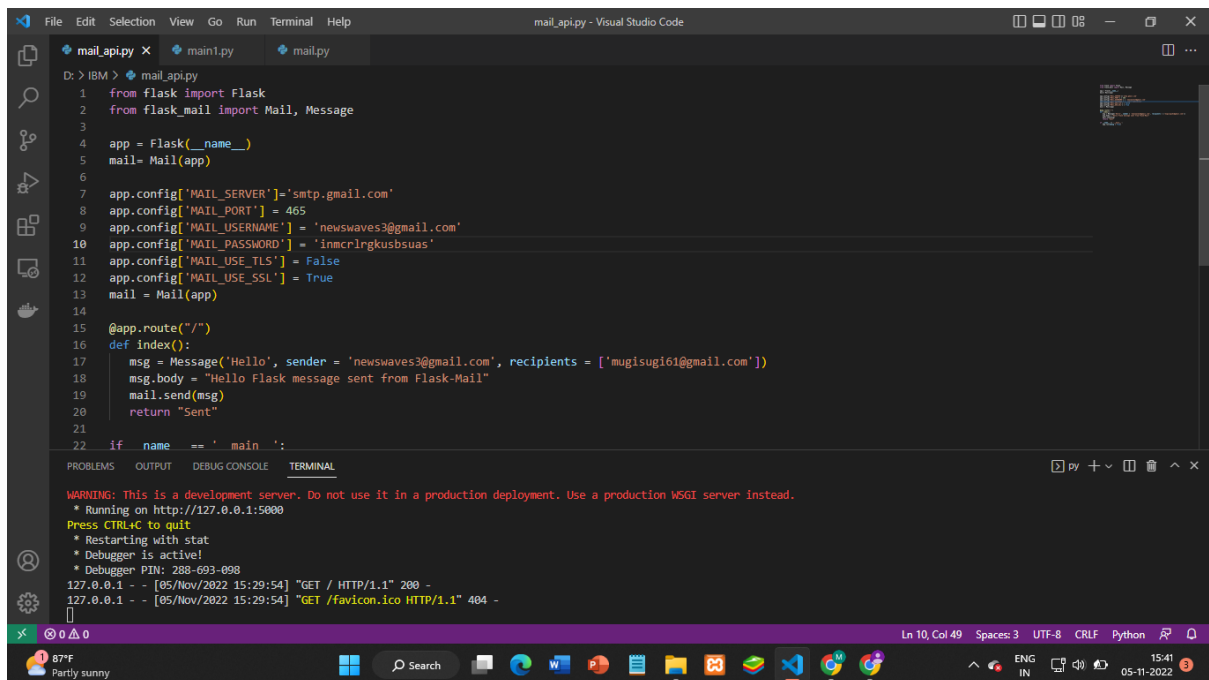 File Edit Selection View Go Run Terminal Help mail_api.py - Visual Studio Code
mail_api.py main1.py mail.py
D: > IBM > mail_api.py
1 from flask import Flask
2 from flask_mail import Mail, Message
3
4 app = Flask(__name__)
5 mail= Mail(app)
6
7 app.config['MAIL_SERVER']='smtp.gmail.com'
8 app.config['MAIL_PORT'] = 465
9 app.config['MAIL_USERNAME'] = 'newswaves3@gmail.com'
10 app.config['MAIL_PASSWORD'] = 'inmcrlrgkusbsuas'
11 app.config['MAIL_USE_TLS'] = False
12 app.config['MAIL_USE_SSL'] = True
13 mail = Mail(app)
14
15 @app.route("/")
16 def index():
17 msg = Message('Hello', sender = 'newswaves3@gmail.com', recipients = ['mugisugi61@gmail.com'])
18 msg.body = "Hello Flask message sent from Flask-Mail"
19 mail.send(msg)
20 return "Sent"
21
22 if __name__ == '__main__':
PROBLEMS OUTPUT DEBUG CONSOLE TERMINAL py
WARNING: This is a development server. Do not use it in a production deployment. Use a production WSGI server instead.
* Running on http://127.0.0.1:5000
Press CTRL+C to quit
* Restarting with stat
* Debugger is active!
* Debugger PIN: 288-693-098
127.0.0.1 - - [05/Nov/2022 15:29:54] "GET / HTTP/1.1" 200 -
127.0.0.1 - - [05/Nov/2022 15:29:54] "GET /favicon.ico HTTP/1.1" 404 -
0 0 Ln 10, Col 49 Spaces: 3 UTF-8 CRLF Python
1 87°F Search ENG 15:41
Partly sunny IN 05-11-2022 3